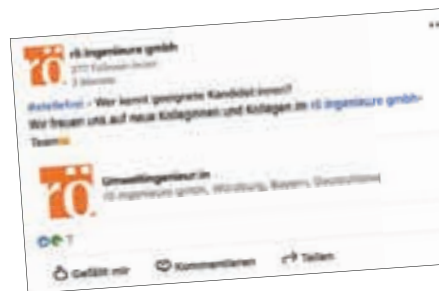 rö
rö ingenieure gmbh
#stellefrei - Wer kennt geeignete Kandidat:innen?
Wir freuen uns auf neue Kolleginnen und Kollegen im rö ingenieure gmbh-
Team
rö
Umweltingenieur:in
rö ingenieure gmbh, Würzburg, Bayern, Deutschland
7
Gefällt mir
Kommentieren
Teilen